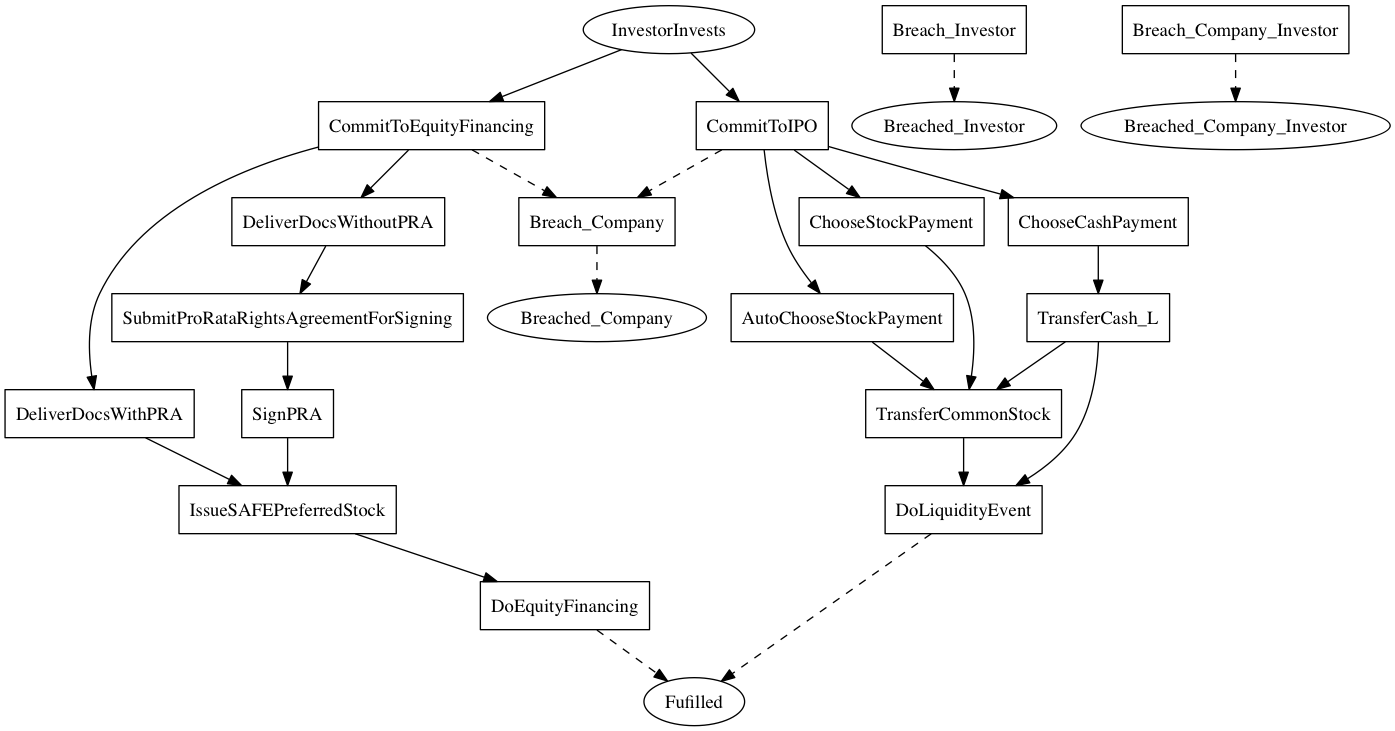 InvestorInvests
Breach_Investor
Breach_Company_Investor
CommitToEquityFinancing
CommitToIPO
Breached_Investor
Breached_Company_Investor
DeliverDocsWithoutPRA
Breach_Company
ChooseStockPayment
ChooseCashPayment
SubmitProRataRightsAgreementForSigning
Breached_Company
AutoChooseStockPayment
TransferCash_L
DeliverDocsWithPRA
SignPRA
TransferCommonStock
IssueSAFEPreferredStock
DoLiquidityEvent
DoEquityFinancing
Fufilled